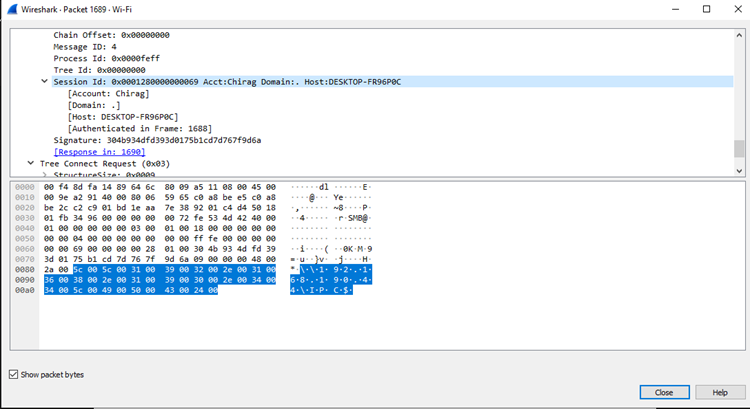 Wireshark · Packet 1689 · Wi-Fi
Chain Offset: 0x00000000
Message ID: 4
Process Id: 0x0000feff
Tree Id: 0x00000000
Session Id: 0x0001280000000069 Acct:Chirag Domain:. Host:DESKTOP-FR96P0C
[Account: Chirag]
[Domain: .]
[Host: DESKTOP-FR96P0C]
[Authenticated in Frame: 1688]
Signature: 304b934dfd393d0175b1cd7d767f9d6a
[Response in: 1690]
Tree Connect Request (0x03)
StructureSize: 0x0009
0000 00 f4 8d fa 14 89 64 6c 80 09 a5 11 08 00 45 00 ······dl ······E·
0010 00 9e a2 91 40 00 80 06 59 65 c0 a8 be e5 c0 a8 ····@··· Ye······
0020 be 2c c2 c9 01 bd 1e aa 7e 38 92 01 c4 d4 50 18 ·,······ ~8····P·
0030 01 fb 34 96 00 00 00 00 00 72 fe 53 4d 42 40 00 ··4····· ·r·SMB@·
0040 01 00 00 00 00 00 03 00 01 00 18 00 00 00 00 00 ········ ········
0050 00 00 04 00 00 00 00 00 00 00 ff fe 00 00 00 00 ········ ········
0060 00 00 69 00 00 00 00 28 01 00 30 4b 93 4d fd 39 ··i····( ··0K·M·9
0070 3d 01 75 b1 cd 7d 76 7f 9d 6a 09 00 00 00 48 00 =·u··}v· ·j····H·
0080 2a 00 5c 00 5c 00 31 00 39 00 32 00 2e 00 31 00 *·\·\·1· 9·2·.·1·
0090 36 00 38 00 2e 00 31 00 39 00 30 00 2e 00 34 00 6·8·.·1· 9·0·.·4·
00a0 34 00 5c 00 49 00 50 00 43 00 24 00 4·\·I·P· C·$·
Show packet bytes
Close Help